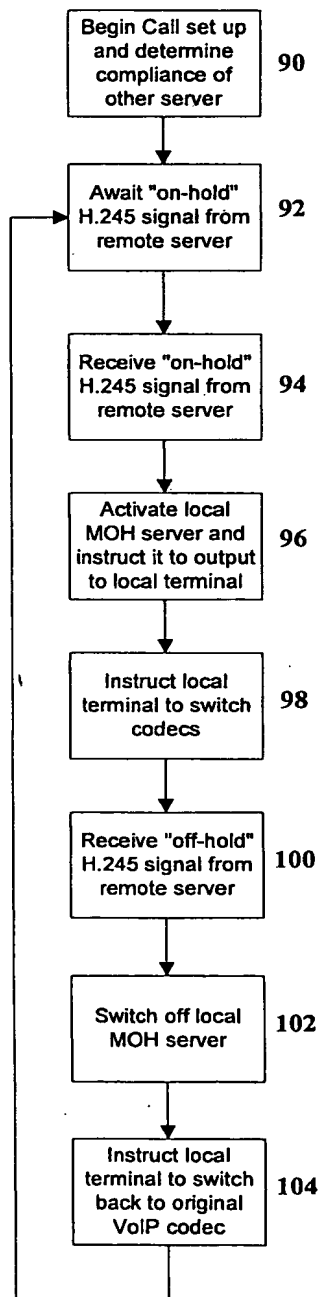 Begin Call set up
and determine
compliance of
other server
90
Await "on-hold"
H.245 signal from
remote server
92
Receive "on-hold"
H.245 signal from
remote server
94
Activate local
MOH server and
instruct it to output
to local terminal
96
Instruct local
terminal to switch
codecs
98
Receive "off-hold"
H.245 signal from
remote server
100
Switch off local
MOH server
102
Instruct local
terminal to switch
back to original
VoIP codec
104